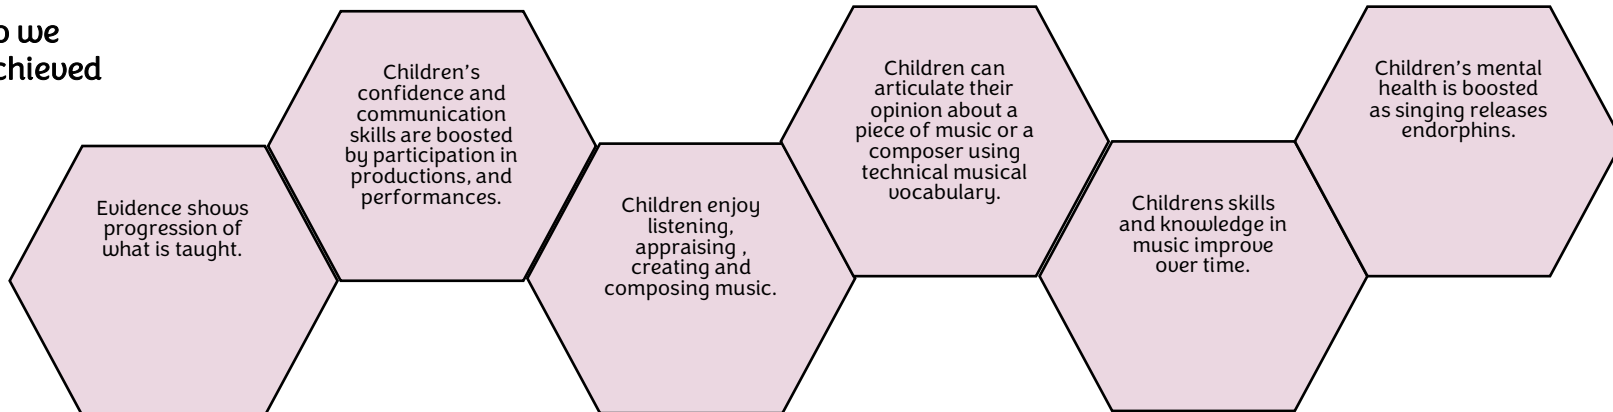 we
Evidence shows
progression of
what is taught.
Children's
confidence and
communication
skills are boosted
by participation in
productions, and
performances.
Children enjoy
listening,
appraising ,
creating and
composing music.
Children can
articulate their
opinion about a
piece of music or a
composer using
technical musical
vocabulary.
Childrens skills
and knowledge in
music improve
over time.
Children's mental
health is boosted
as singing releases
endorphins.